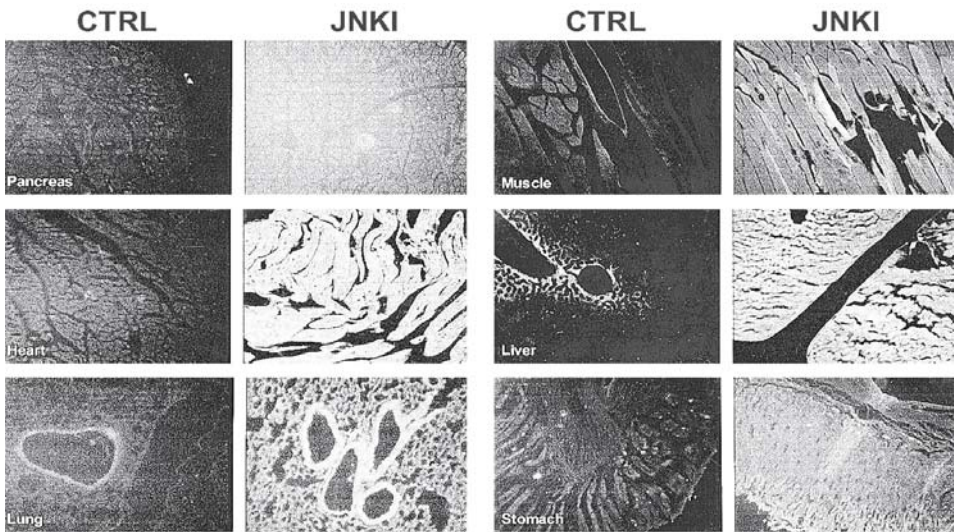 CTRL JNKI CTRL JNKI
Pancreas Muscle
Heart Liver
Lung Stomach